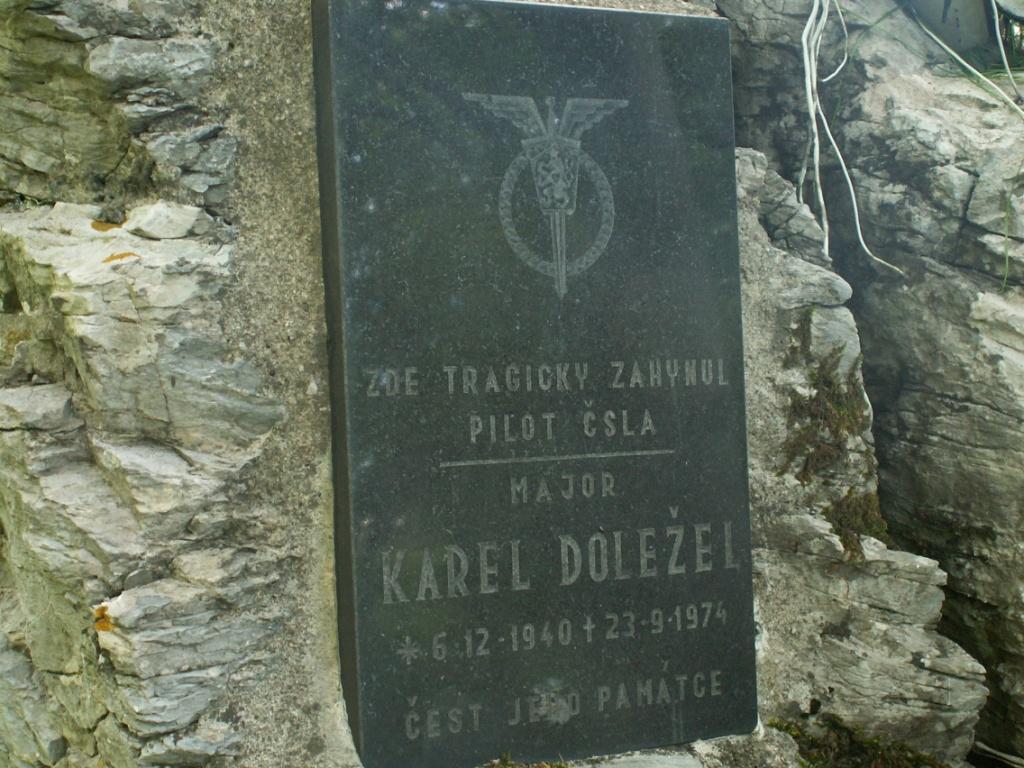 ZDE TRAGICKY ZAHYNUL
PILOT ČSLA
MAJOR
KAREL DOLEŽEL
* 6.12-1940 † 23-9-1974
ČEST JEHO PAMÁTCE